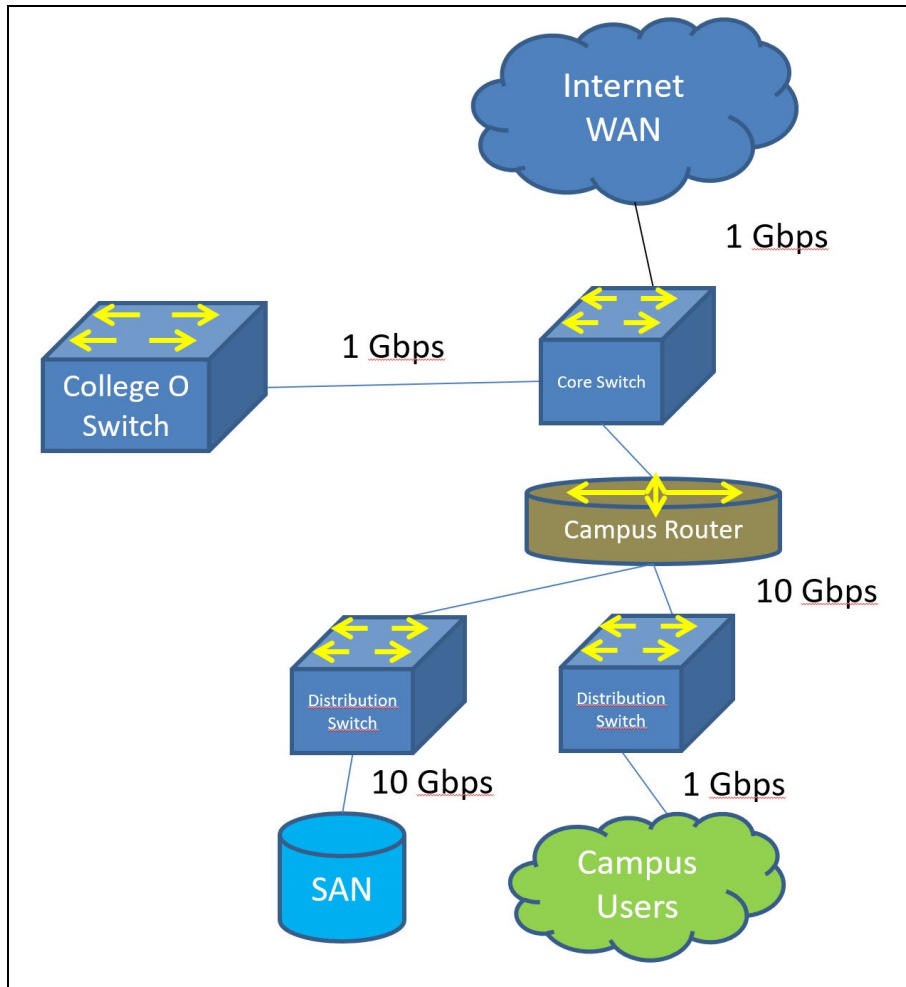 Internet
WAN
1 Gbps
College O
Switch
1 Gbps
Core Switch
Campus Router
10 Gbps
Distribution
Switch
Distribution
Switch
10 Gbps
1 Gbps
SAN
Campus
Users